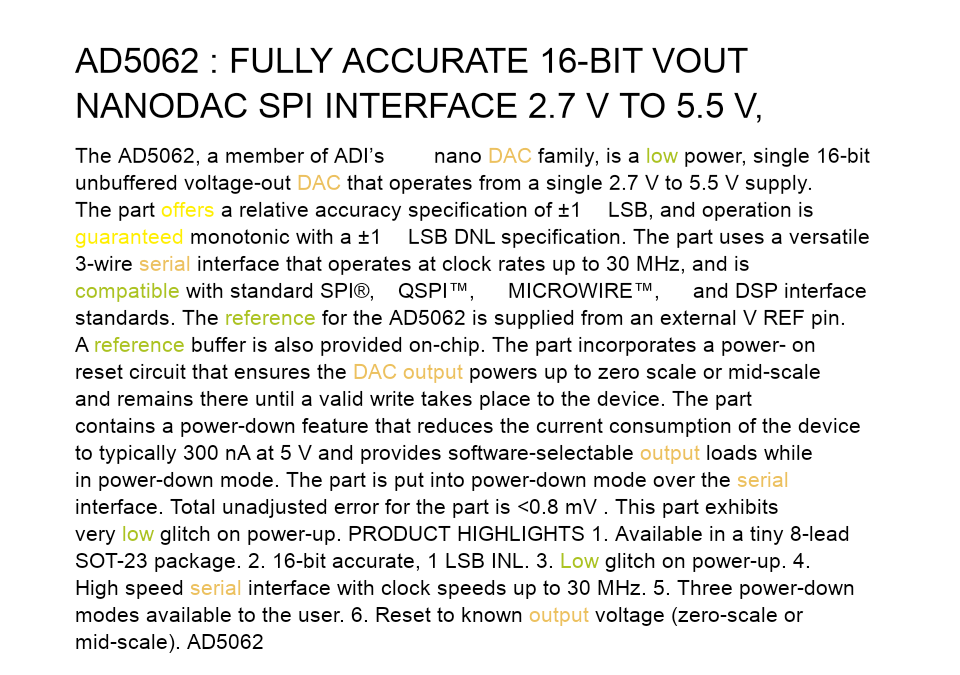 AD5062 : FULLY ACCURATE 16-BIT VOUT
NANODAC SPI INTERFACE 2.7 V TO 5.5 V,
The AD5062, a member of ADI’s nano DAC family, is a low power, single 16-bit
unbuffered voltage-out DAC that operates from a single 2.7 V to 5.5 V supply.
The part offers a relative accuracy specification of ±1 LSB, and operation is
guaranteed monotonic with a ±1 LSB DNL specification. The part uses a versatile
3-wire serial interface that operates at clock rates up to 30 MHz, and is
compatible with standard SPI®, QSPI™, MICROWIRE™, and DSP interface
standards. The reference for the AD5062 is supplied from an external V REF pin.
A reference buffer is also provided on-chip. The part incorporates a power- on
reset circuit that ensures the DAC output powers up to zero scale or mid-scale
and remains there until a valid write takes place to the device. The part
contains a power-down feature that reduces the current consumption of the device
to typically 300 nA at 5 V and provides software-selectable output loads while
in power-down mode. The part is put into power-down mode over the serial
interface. Total unadjusted error for the part is <0.8 mV . This part exhibits
very low glitch on power-up. PRODUCT HIGHLIGHTS 1. Available in a tiny 8-lead
SOT-23 package. 2. 16-bit accurate, 1 LSB INL. 3. Low glitch on power-up. 4.
High speed serial interface with clock speeds up to 30 MHz. 5. Three power-down
modes available to the user. 6. Reset to known output voltage (zero-scale or
mid-scale). AD5062